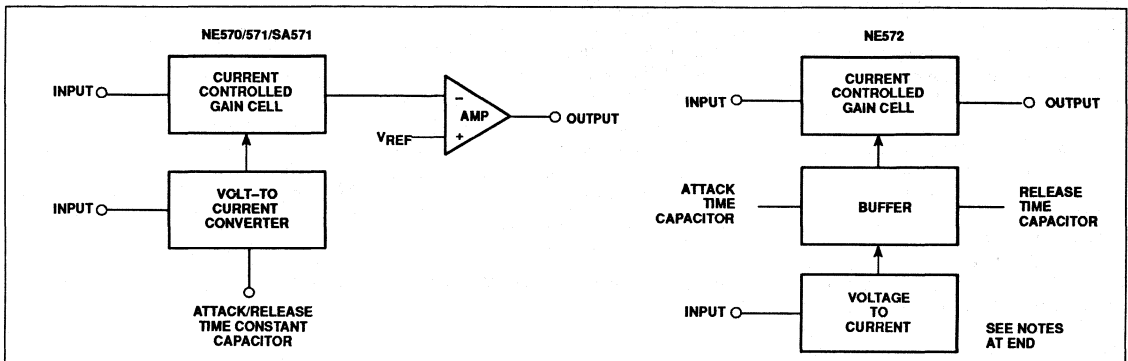 NE570/571/SA571
INPUT
CURRENT
CONTROLLED
GAIN CELL
−
AMP
+
VREF
OUTPUT
INPUT
VOLT–TO
CURRENT
CONVERTER
ATTACK/RELEASE
TIME CONSTANT
CAPACITOR
NE572
INPUT
CURRENT
CONTROLLED
GAIN CELL
OUTPUT
ATTACK
TIME
CAPACITOR
BUFFER
RELEASE
TIME
CAPACITOR
INPUT
VOLTAGE
TO
CURRENT
SEE NOTES
AT END